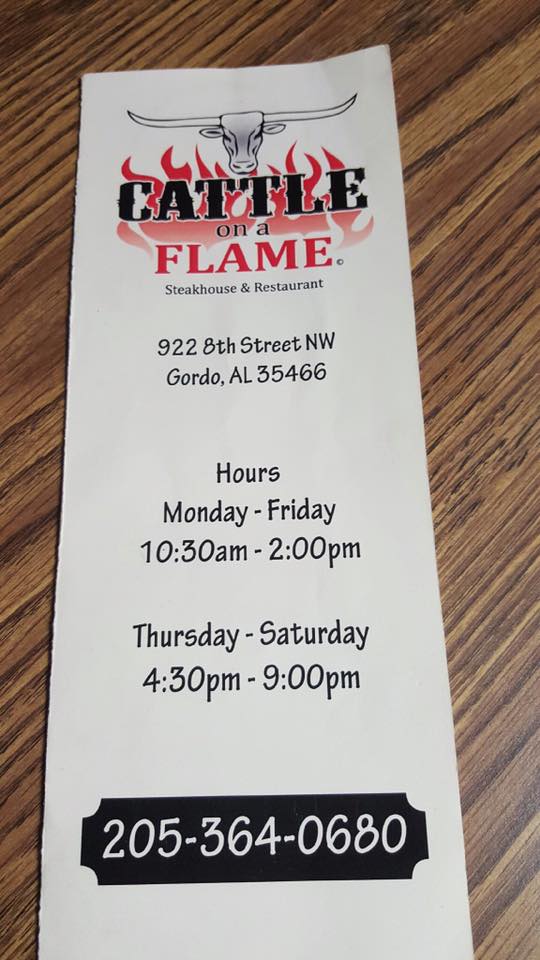 CATTLE
on a
FLAME©
Steakhouse & Restaurant
922 8th Street NW
Gordo, AL 35466
Hours
Monday - Friday
10:30am - 2:00pm
Thursday - Saturday
4:30pm - 9:00pm
205-364-0680